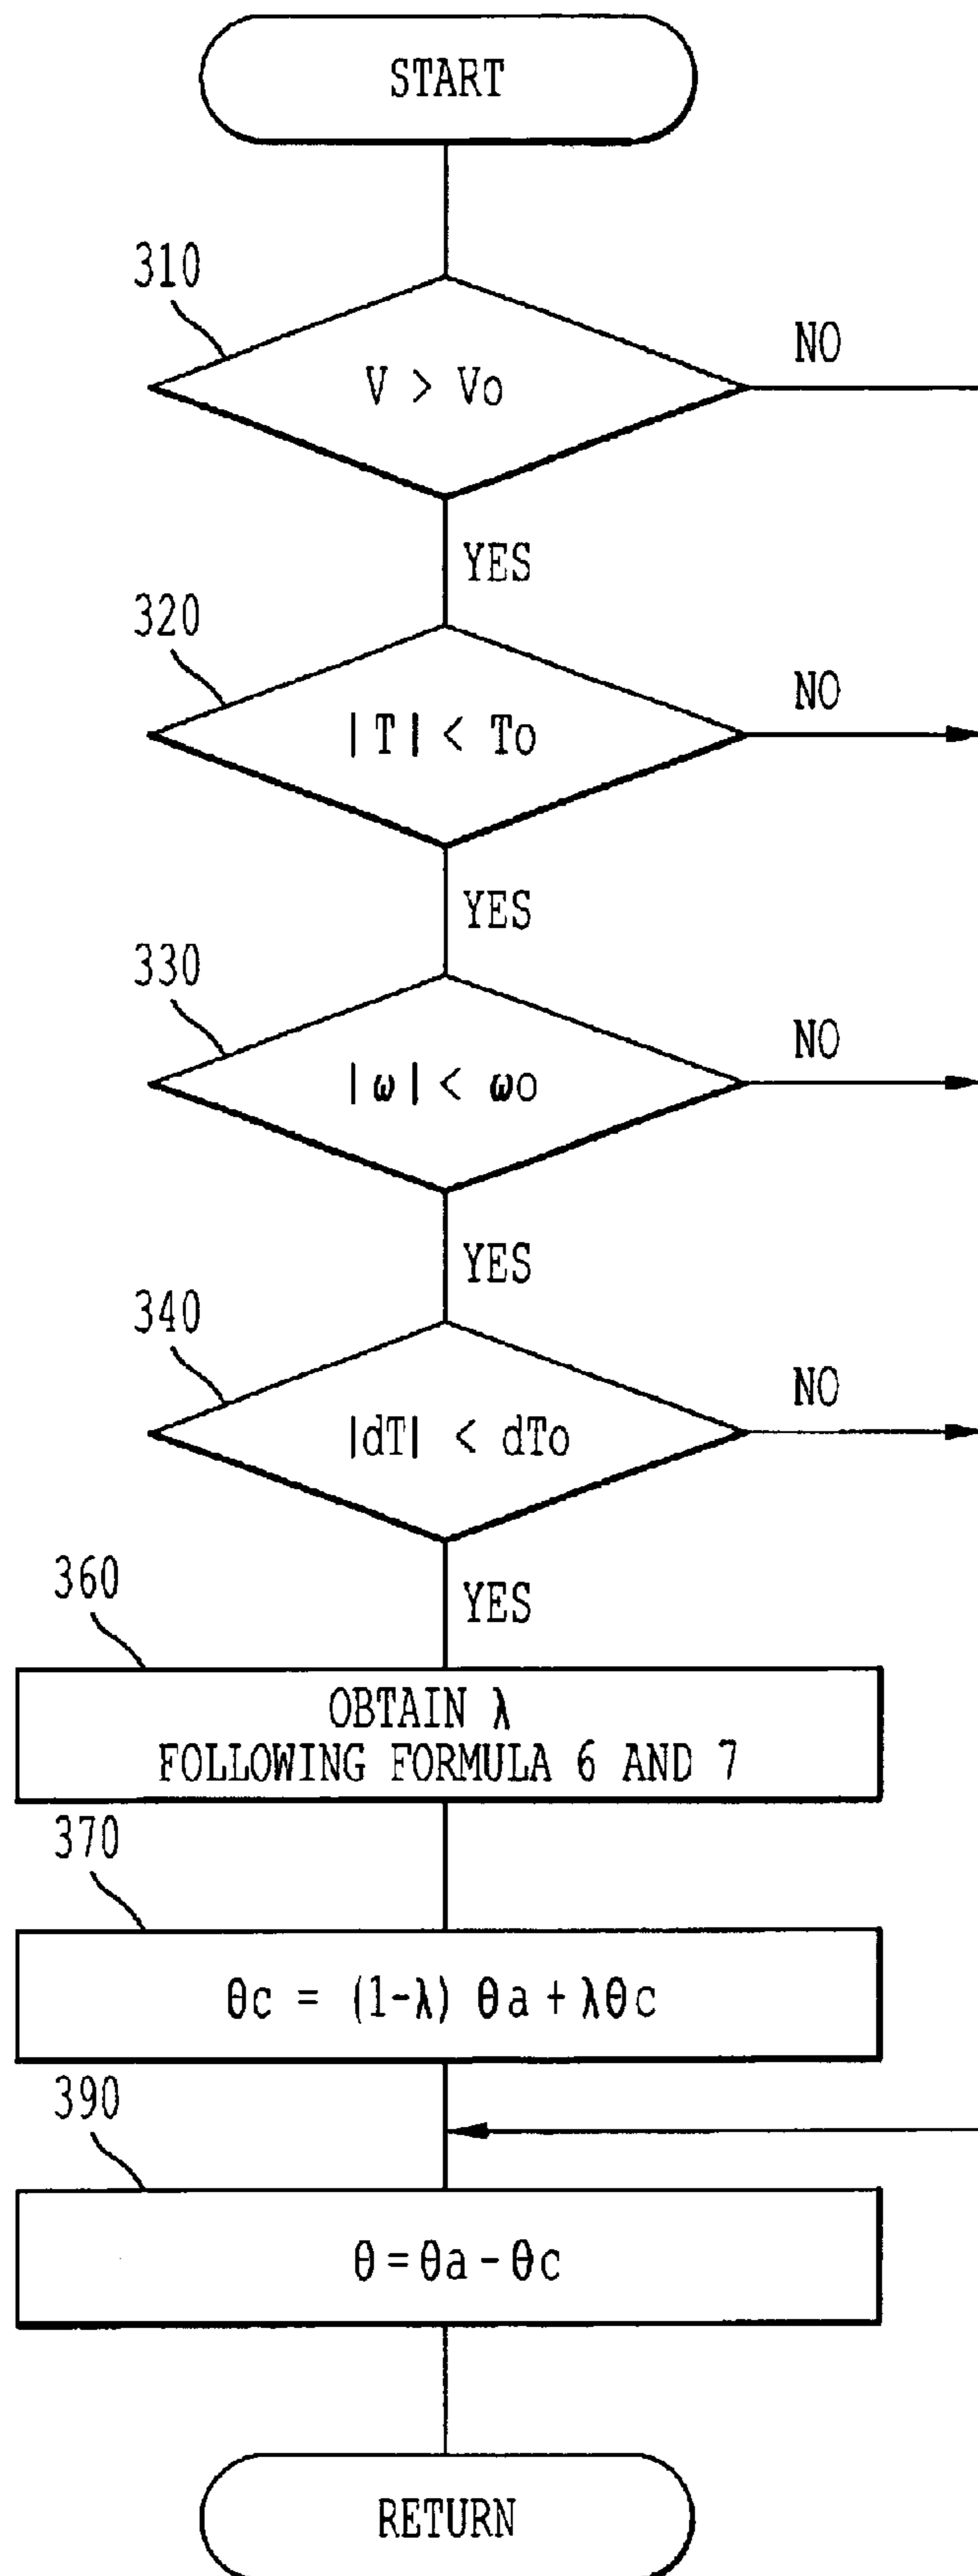 START
310
V > Vo
NO
YES
320
|T| < To
NO
YES
330
|ω| < ωo
NO
YES
340
|dT| < dTo
NO
YES
360
OBTAIN λ
FOLLOWING FORMULA 6 AND 7
370
θc = (1-λ) θa + λθc
390
θ = θa - θc
RETURN